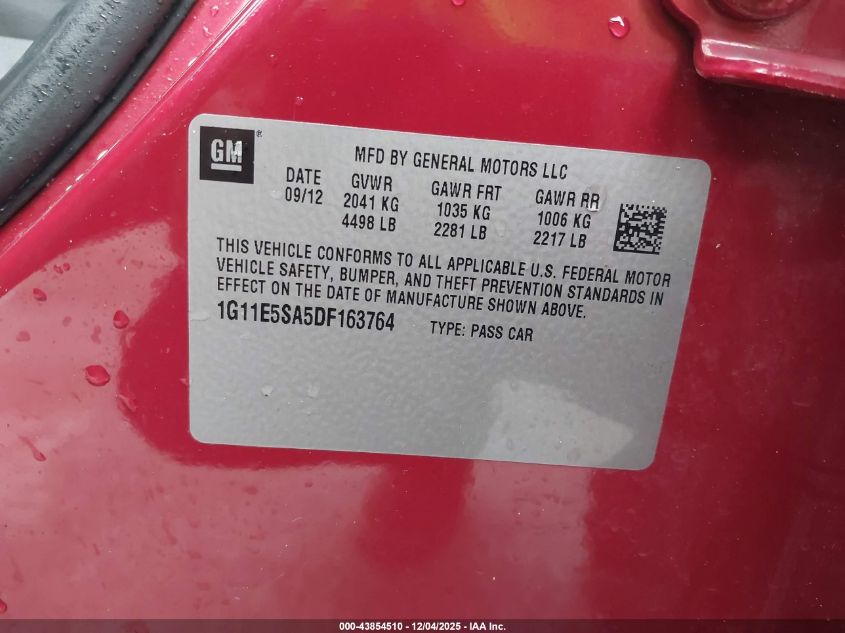 GM®
MFD BY GENERAL MOTORS LLC
DATE GVWR GAWR FRT GAWR RR
09/12 2041 KG 1035 KG 1006 KG
4498 LB 2281 LB 2217 LB
THIS VEHICLE CONFORMS TO ALL APPLICABLE U.S. FEDERAL MOTOR
VEHICLE SAFETY, BUMPER, AND THEFT PREVENTION STANDARDS IN
EFFECT ON THE DATE OF MANUFACTURE SHOWN ABOVE.
1G11E5SA5DF163764 TYPE: PASS CAR
000-43854510 - 12/04/2025 - IAA Inc.